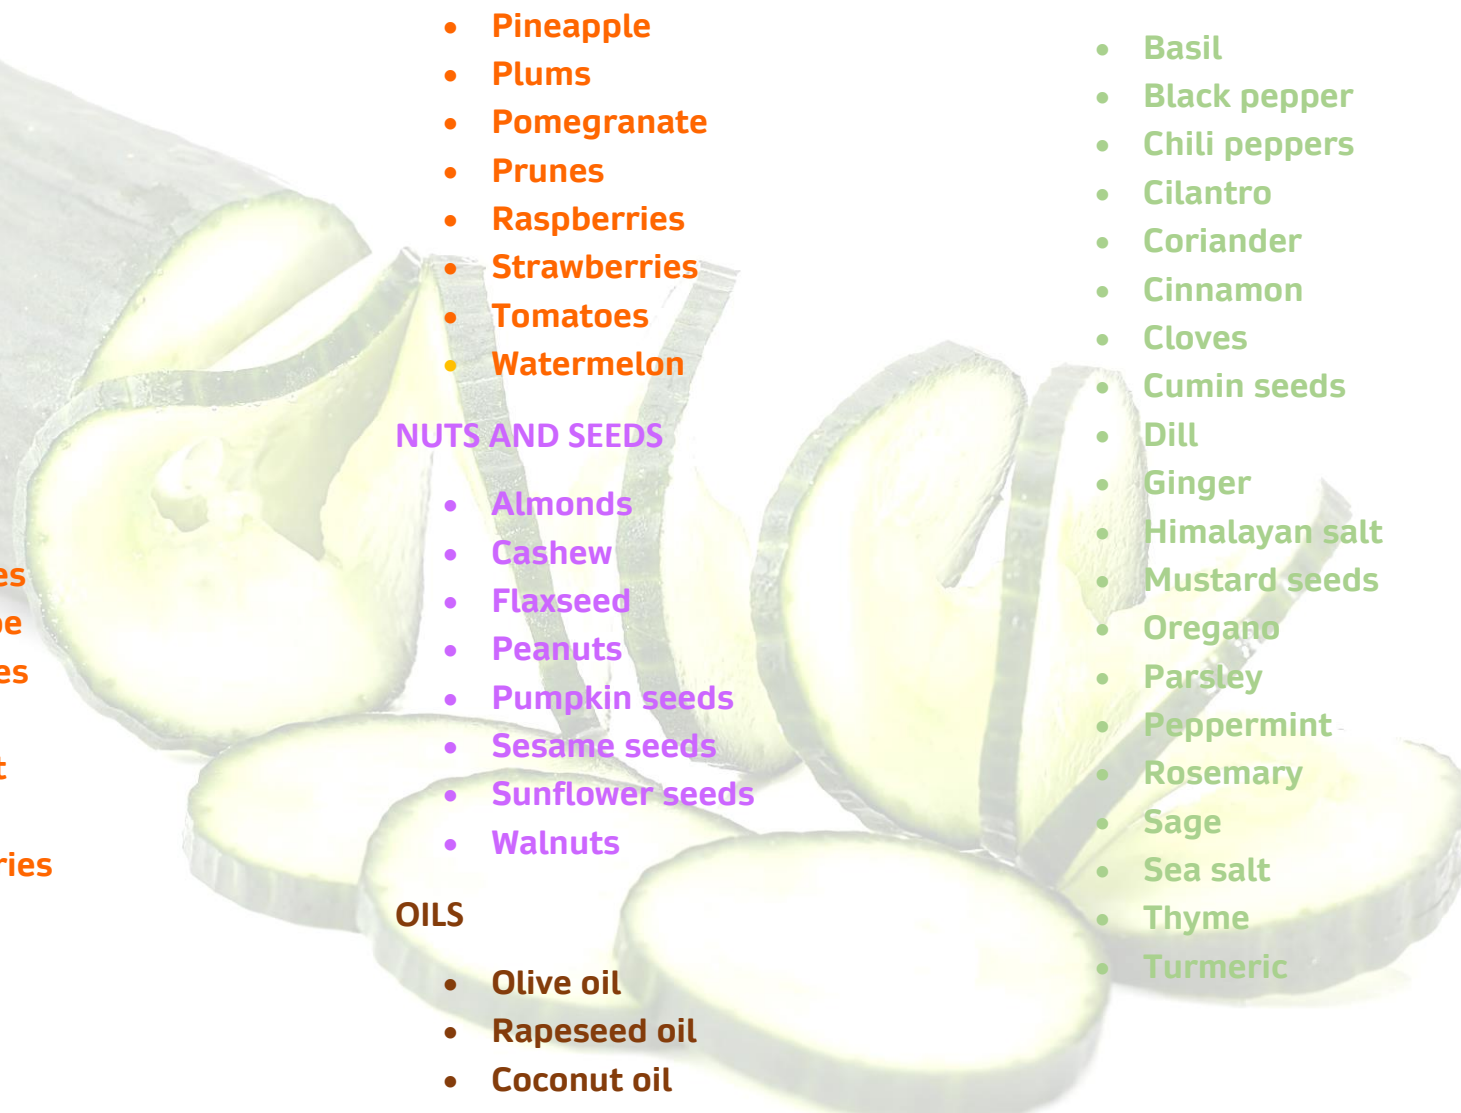 • Pineapple
• Plums
• Pomegranate
• Prunes
• Raspberries
• Strawberries
• Tomatoes
• Watermelon
NUTS AND SEEDS
• Almonds
• Cashew
• Flaxseed
• Peanuts
• Pumpkin seeds
• Sesame seeds
• Sunflower seeds
• Walnuts
OILS
• Olive oil
• Rapeseed oil
• Coconut oil
• Basil
• Black pepper
• Chili peppers
• Cilantro
• Coriander
• Cinnamon
• Cloves
• Cumin seeds
• Dill
• Ginger
• Himalayan salt
• Mustard seeds
• Oregano
• Parsley
• Peppermint
• Rosemary
• Sage
• Sea salt
• Thyme
• Turmeric